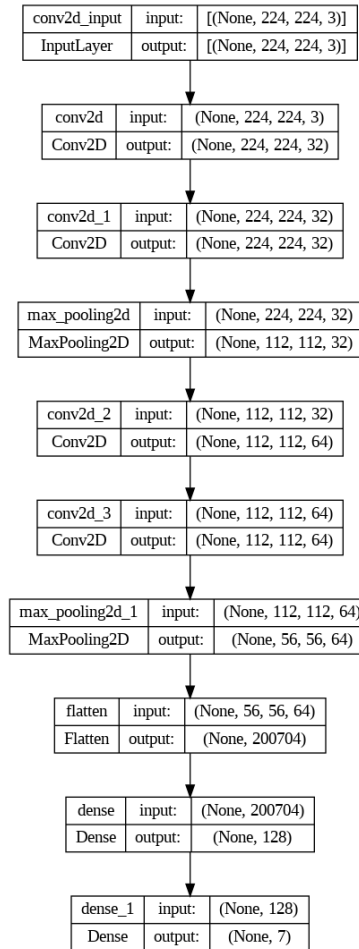 conv2d_input input: [(None, 224, 224, 3)]
InputLayer output: [(None, 224, 224, 3)]
conv2d input: (None, 224, 224, 3)
Conv2D output: (None, 224, 224, 32)
conv2d_1 input: (None, 224, 224, 32)
Conv2D output: (None, 224, 224, 32)
max_pooling2d input: (None, 224, 224, 32)
MaxPooling2D output: (None, 112, 112, 32)
conv2d_2 input: (None, 112, 112, 32)
Conv2D output: (None, 112, 112, 64)
conv2d_3 input: (None, 112, 112, 64)
Conv2D output: (None, 112, 112, 64)
max_pooling2d_1 input: (None, 112, 112, 64)
MaxPooling2D output: (None, 56, 56, 64)
flatten input: (None, 56, 56, 64)
Flatten output: (None, 200704)
dense input: (None, 200704)
Dense output: (None, 128)
dense_1 input: (None, 128)
Dense output: (None, 7)